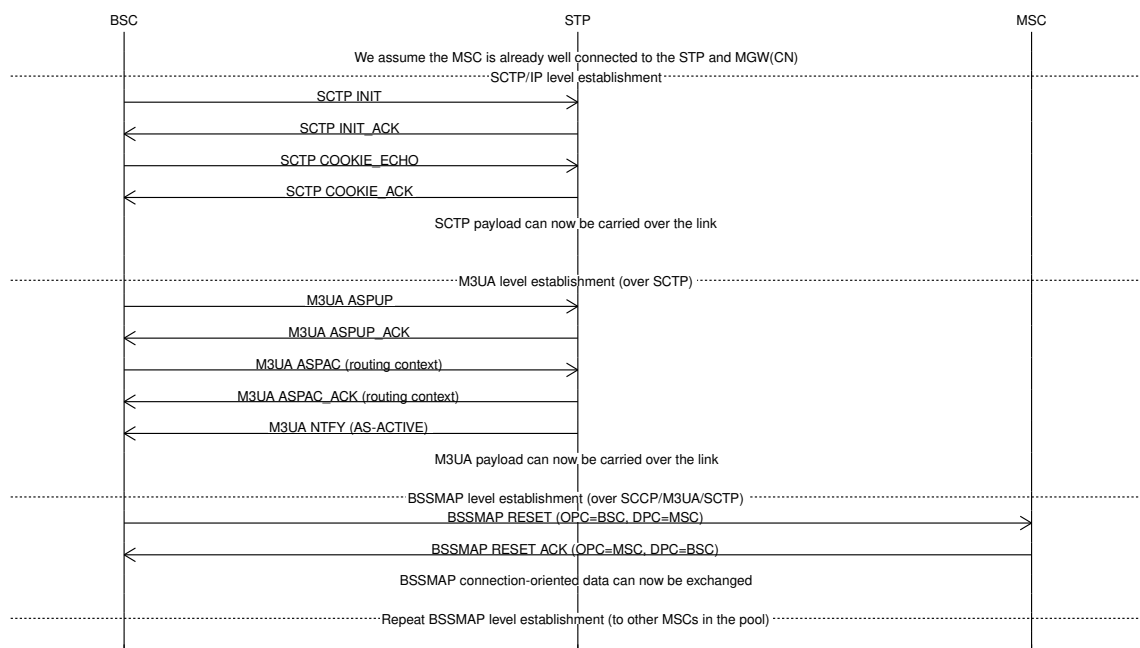 BSC STP MSC
We assume the MSC is already well connected to the STP and MGW(CN)
SCTP/IP level establishment
SCTP INIT
SCTP INIT_ACK
SCTP COOKIE_ECHO
SCTP COOKIE_ACK
SCTP payload can now be carried over the link
M3UA level establishment (over SCTP)
M3UA ASPUP
M3UA ASPUP_ACK
M3UA ASPAC (routing context)
M3UA ASPAC_ACK (routing context)
M3UA NTFY (AS-ACTIVE)
M3UA payload can now be carried over the link
BSSMAP level establishment (over SCCP/M3UA/SCTP)
BSSMAP RESET (OPC=BSC, DPC=MSC)
BSSMAP RESET ACK (OPC=MSC, DPC=BSC)
BSSMAP connection-oriented data can now be exchanged
Repeat BSSMAP level establishment (to other MSCs in the pool)